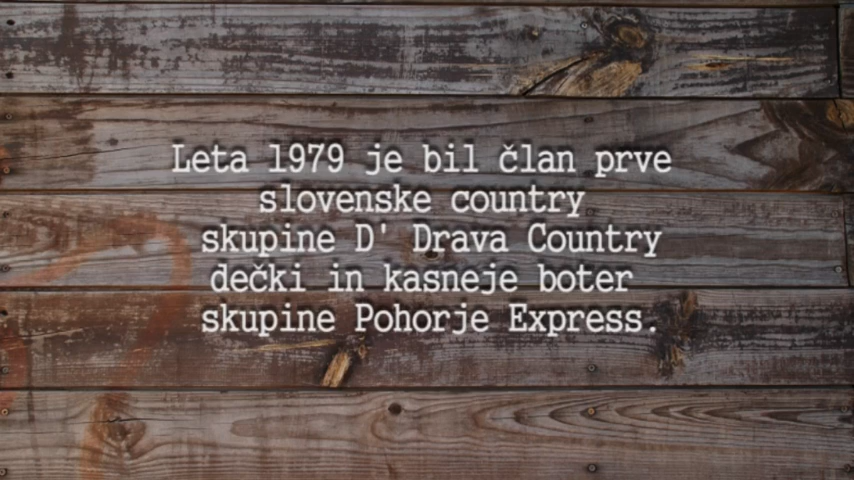 Leta 1979 je bil član prve
slovenske country
skupine D' Drava Country
dečki in kasneje boter
skupine Pohorje Express.